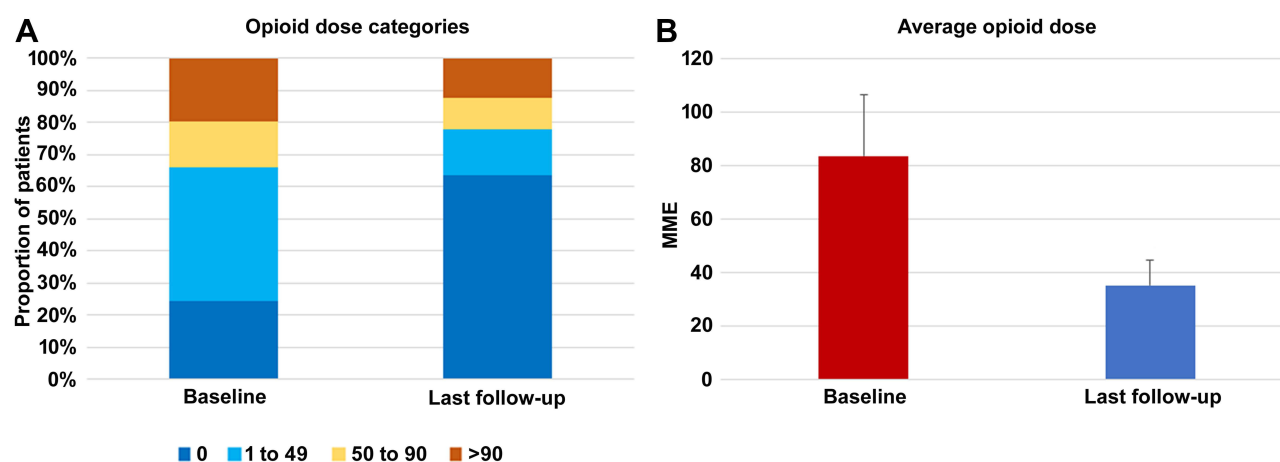 A
Opioid dose categories
Proportion of patients
100%
90%
80%
70%
60%
50%
40%
30%
20%
10%
0%
Baseline
Last follow-up
0
1 to 49
50 to 90
>90
B
Average opioid dose
MME
120
100
80
60
40
20
0
Baseline
Last follow-up